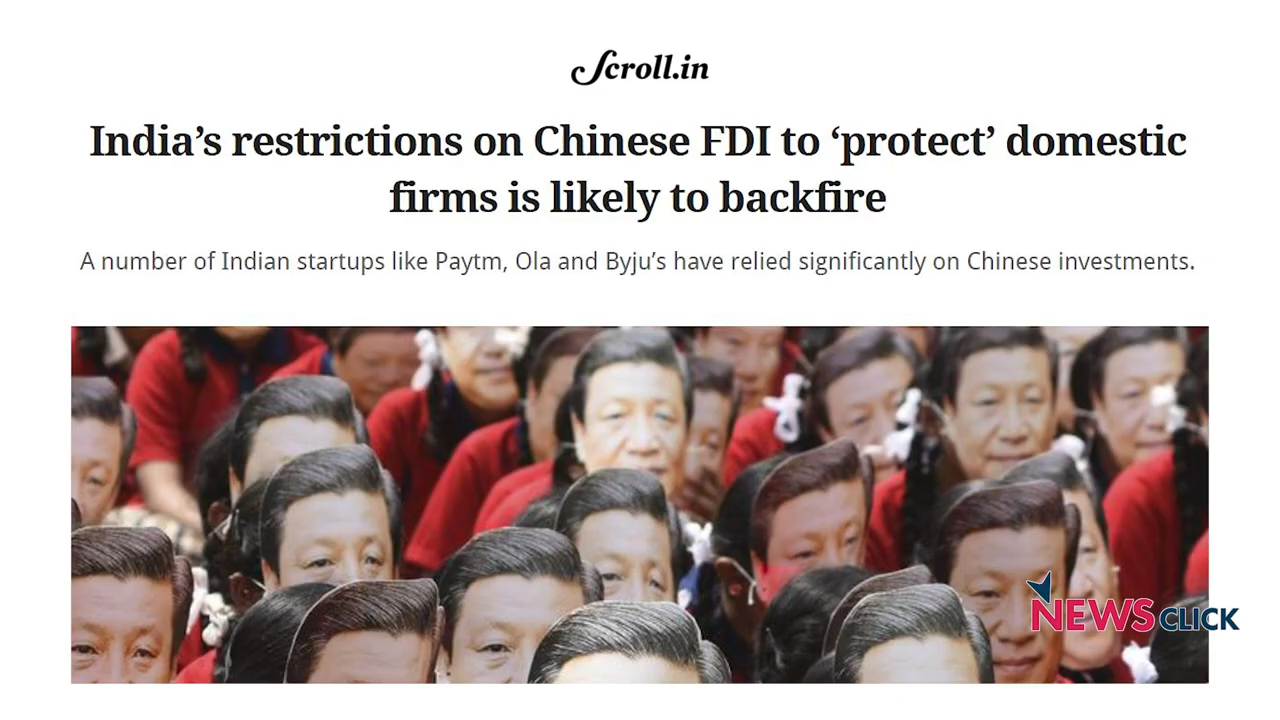 Scroll.in
India’s restrictions on Chinese FDI to ‘protect’ domestic
firms is likely to backfire
A number of Indian startups like Paytm, Ola and Byju’s have relied significantly on Chinese investments.
NEWSCLICK